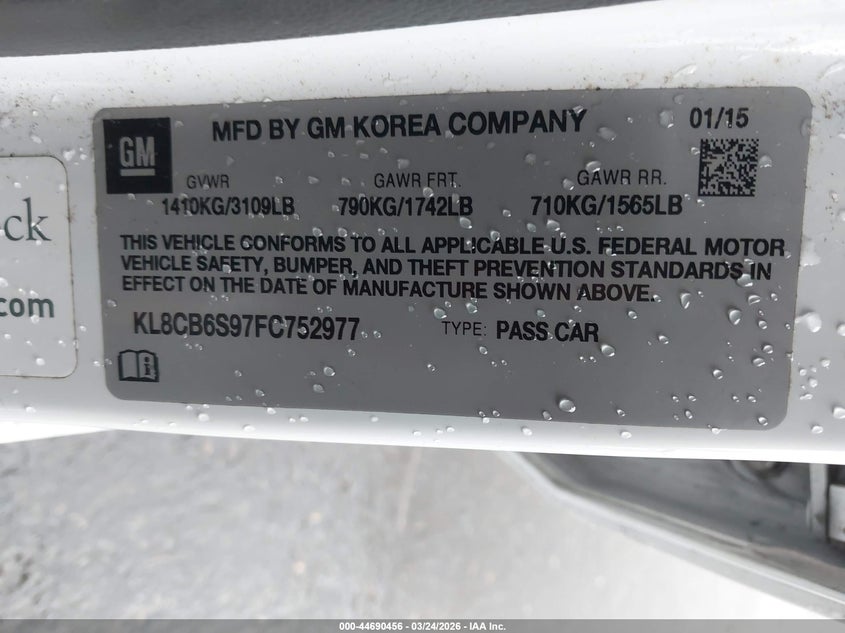 GM
MFD BY GM KOREA COMPANY
01/15
GVWR
GAWR FRT.
GAWR RR.
1410KG/3109LB
790KG/1742LB
710KG/1565LB
THIS VEHICLE CONFORMS TO ALL APPLICABLE U.S. FEDERAL MOTOR
VEHICLE SAFETY, BUMPER, AND THEFT PREVENTION STANDARDS IN
EFFECT ON THE DATE OF MANUFACTURE SHOWN ABOVE.
KL8CB6S97FC752977
TYPE: PASS CAR
ck
.com
000-44690456 - 03/24/2026 - IAA Inc.